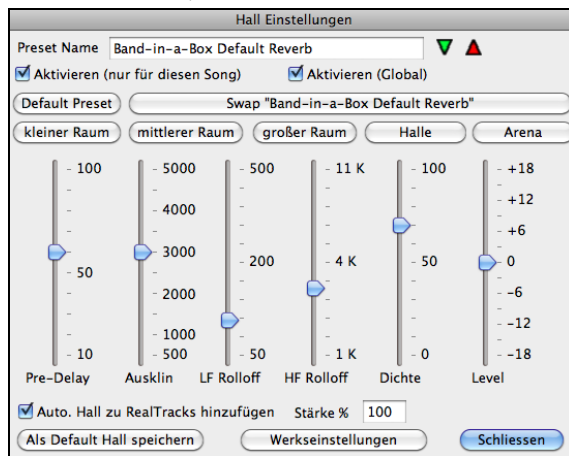 Hall Einstellungen
Preset Name Band-in-a-Box Default Reverb
Aktivieren (nur für diesen Song) Aktivieren (Global)
Default Preset Swap "Band-in-a-Box Default Reverb"
kleiner Raum mittlerer Raum großer Raum Halle Arena
- 100 - 5000 - 500 - 11 K - 100 - +18
- +12
- 4000
- +6
- 3000 - 200 - 4 K - 50 - 0
- 50
- 2000 - -6
- 1000 - -12
- 10 - 500 - 50 - 1 K - 0 - -18
Pre-Delay Ausklin LF Rolloff HF Rolloff Dichte Level
Auto. Hall zu RealTracks hinzufügen Stärke % 100
Als Default Hall speichern Werkseinstellungen Schliessen